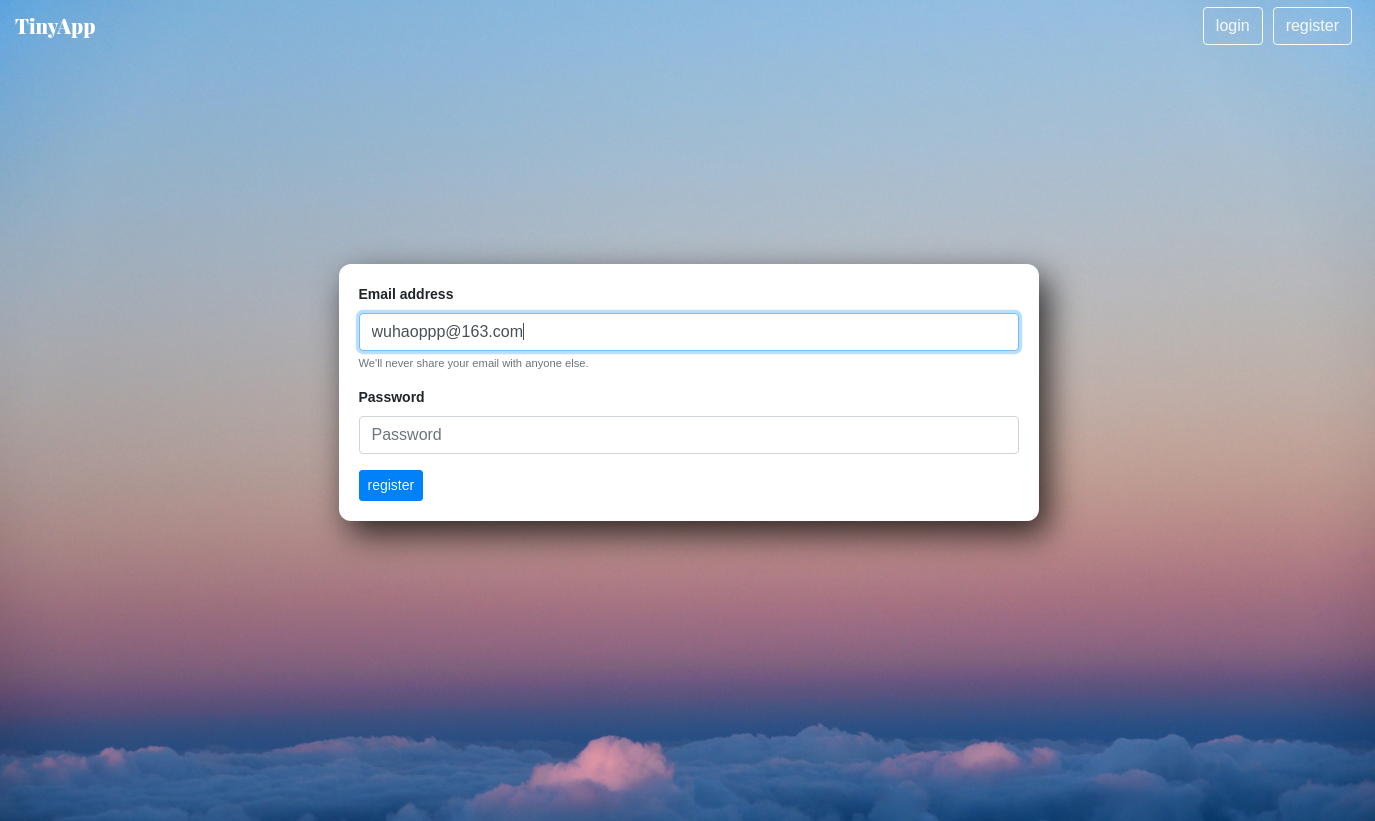 TinyApp
login
register
Email address
wuhaoppp@163.com
We'll never share your email with anyone else.
Password
Password
register